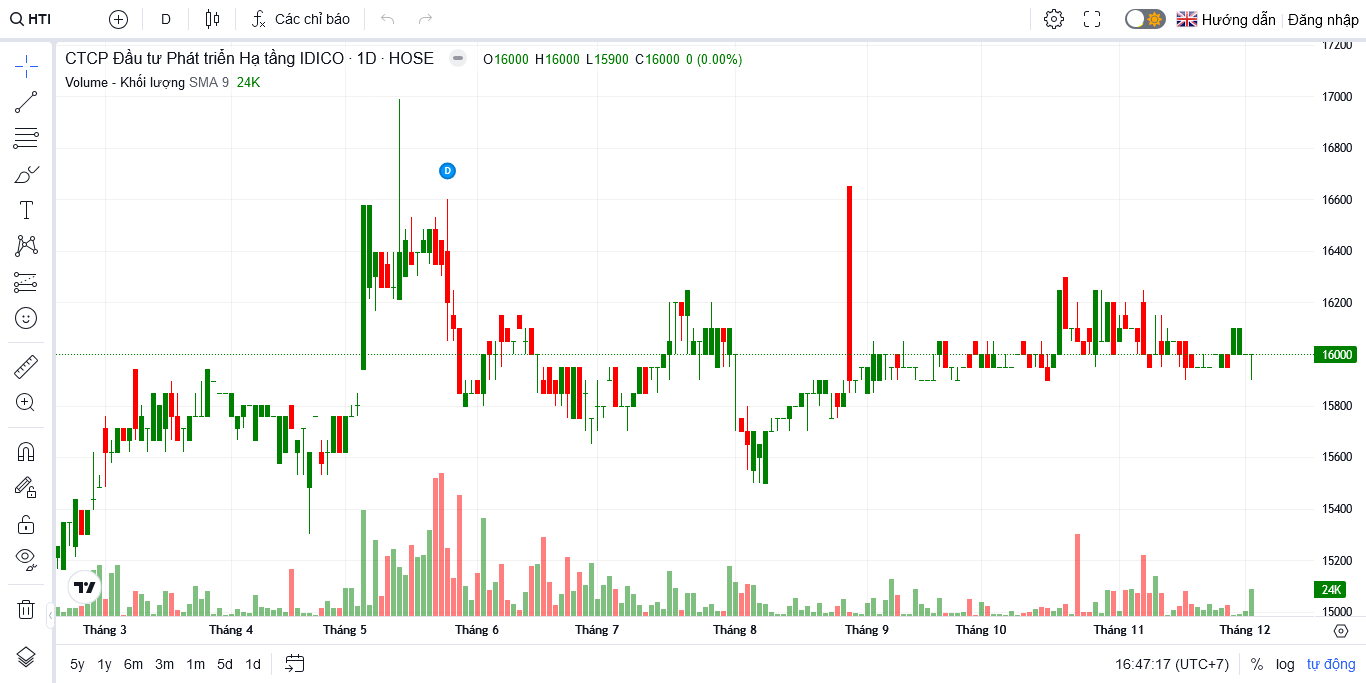 HTI D Các chỉ báo Hướng dẫn Đăng nhập
CTCP Đầu tư Phát triển Hạ tầng IDICO · 1D · HOSE O16000 H16000 L15900 C16000 0 (0.00%)
Volume - Khối lượng SMA 9 24K
D
17200
17000
16800
16600
16400
16200
16000
15800
15600
15400
15200
24K
15000
Tháng 3 Tháng 4 Tháng 5 Tháng 6 Tháng 7 Tháng 8 Tháng 9 Tháng 10 Tháng 11 Tháng 12
5y 1y 6m 3m 1m 5d 1d 16:47:17 (UTC+7) % log tự động